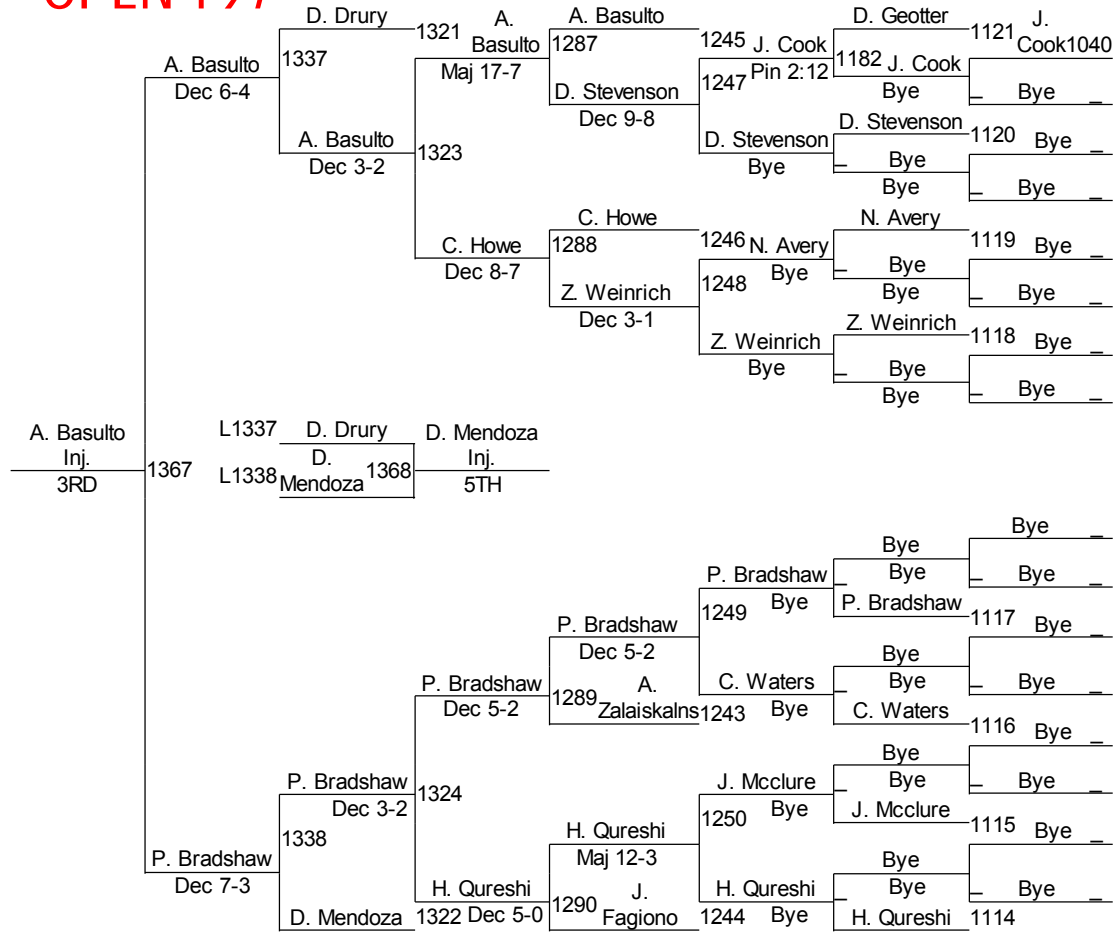 OPEN 197
D. Drury
1321
A.
Basulto
Maj 17-7
A. Basulto
1245
J. Cook
Pin 2:12
D. Geotter
1121
J.
Cook 1040
1337
1287
1182
J. Cook
Bye
_ Bye _
A. Basulto
Dec 6-4
D. Stevenson
Dec 9-8
1247
D. Stevenson
1120
Bye _
A. Basulto
Dec 3-2
1323
D. Stevenson
Bye
_ Bye
Bye
_ Bye _
C. Howe
Dec 8-7
C. Howe
1246
N. Avery
Bye
N. Avery
1119
Bye _
1288
_ Bye
Bye
_ Bye _
Z. Weinrich
Dec 3-1
1248
Z. Weinrich
Bye
Z. Weinrich
1118
Bye _
_ Bye
Bye
_ Bye _
A. Basulto
Inj.
3RD
1367
L1337
D. Drury
L1338
D.
Mendoza
1368
D. Mendoza
Inj.
5TH
Bye _
Bye
_ Bye
_ Bye _
P. Bradshaw
Bye
P. Bradshaw
1117
Bye _
1249
P. Bradshaw
Dec 5-2
Bye
_ Bye
_ Bye _
P. Bradshaw
Dec 5-2
1289
A.
Zalaiskalns
1243
C. Waters
Bye
C. Waters
1116
Bye _
P. Bradshaw
Dec 3-2
1324
J. Mcclure
Bye
Bye
_ Bye
_ Bye _
1250
J. Mcclure
1115
Bye _
1338
H. Qureshi
Maj 12-3
P. Bradshaw
Dec 7-3
H. Qureshi
Dec 5-0
1290
J.
Fagiono
1244
H. Qureshi
Bye
Bye
Bye
_ Bye _
D. Mendoza
1322
H. Qureshi
1114